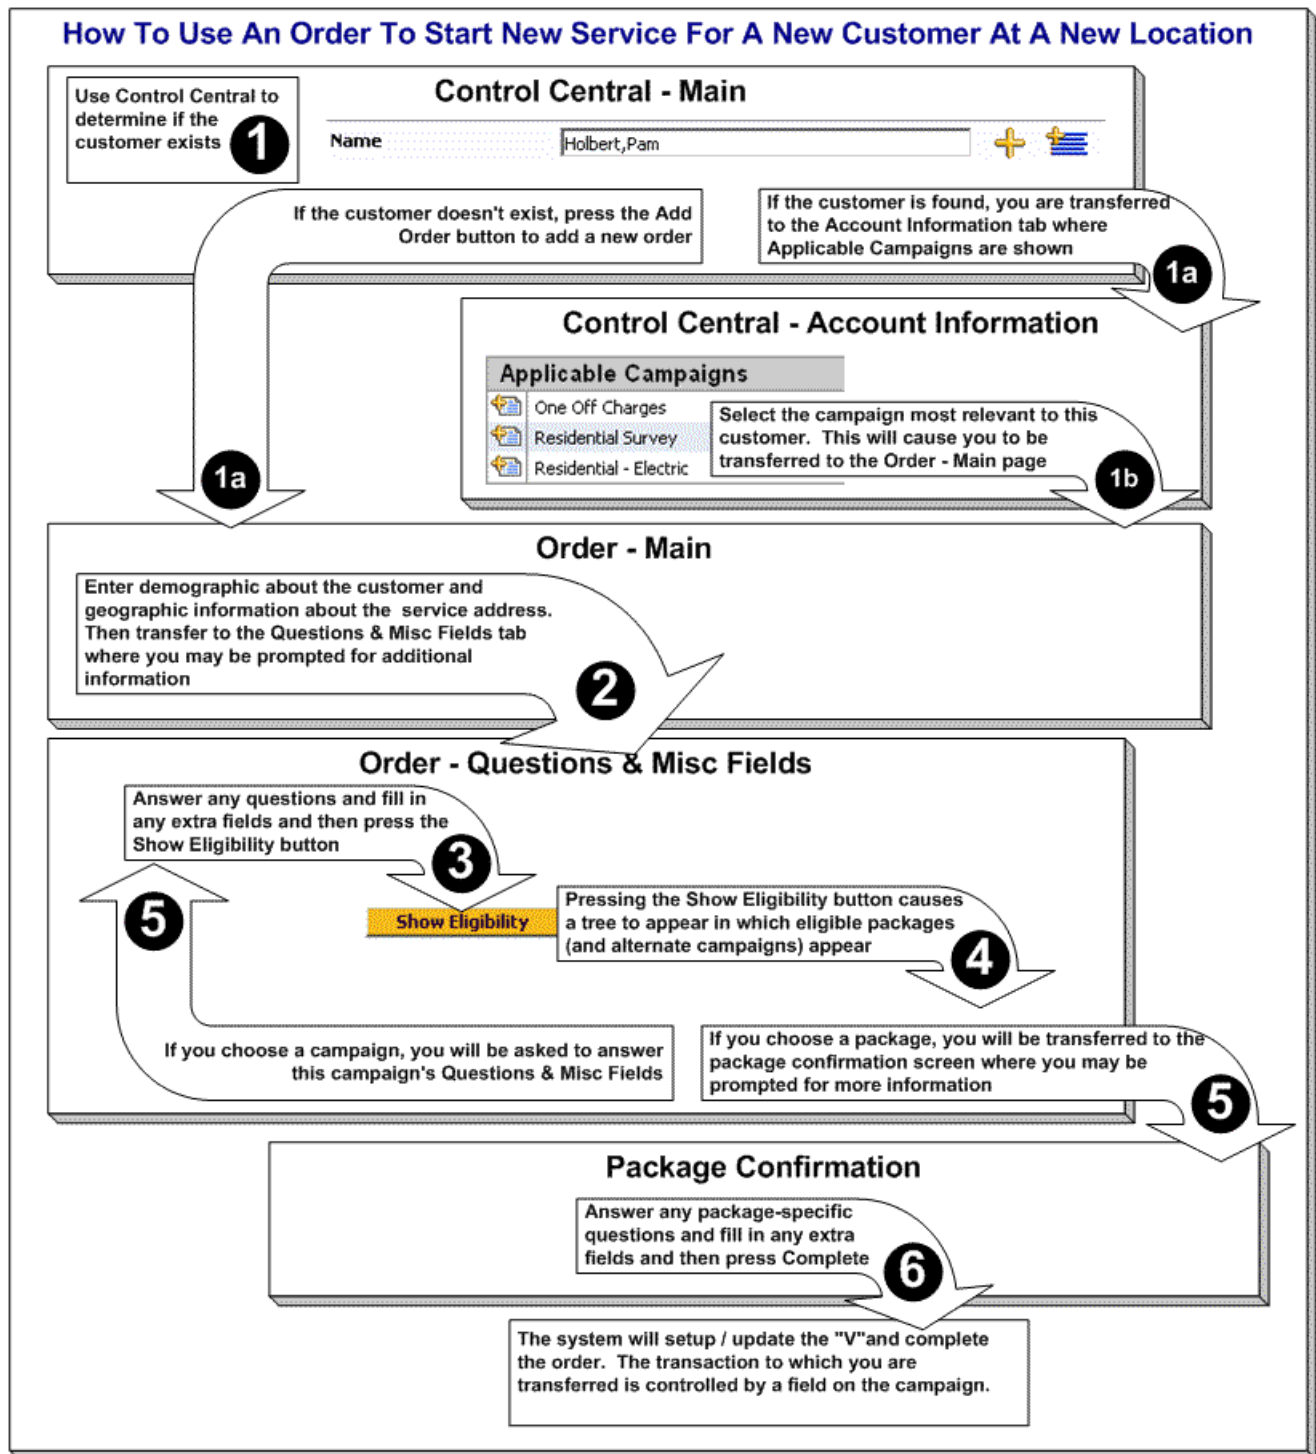 How To Use An Order To Start New Service For A New Customer At A New Location
Use Control Central to
determine if the
customer exists
1
Control Central - Main
Name
Holbert,Pam
If the customer doesn't exist, press the Add
Order button to add a new order
If the customer is found, you are transferred
to the Account Information tab where
Applicable Campaigns are shown
1a
Control Central - Account Information
Applicable Campaigns
One Off Charges
Residential Survey
Residential - Electric
Select the campaign most relevant to this
customer. This will cause you to be
transferred to the Order - Main page
1a
1b
Order - Main
Enter demographic about the customer and
geographic information about the service address.
Then transfer to the Questions & Misc Fields tab
where you may be prompted for additional
information
2
Order - Questions & Misc Fields
Answer any questions and fill in
any extra fields and then press the
Show Eligibility button
3
5
Show Eligibility
Pressing the Show Eligibility button causes
a tree to appear in which eligible packages
(and alternate campaigns) appear
4
If you choose a campaign, you will be asked to answer
this campaign's Questions & Misc Fields
If you choose a package, you will be transferred to the
package confirmation screen where you may be
prompted for more information
5
Package Confirmation
Answer any package-specific
questions and fill in any extra
fields and then press Complete
6
The system will setup / update the "V"and complete
the order. The transaction to which you are
transferred is controlled by a field on the campaign.